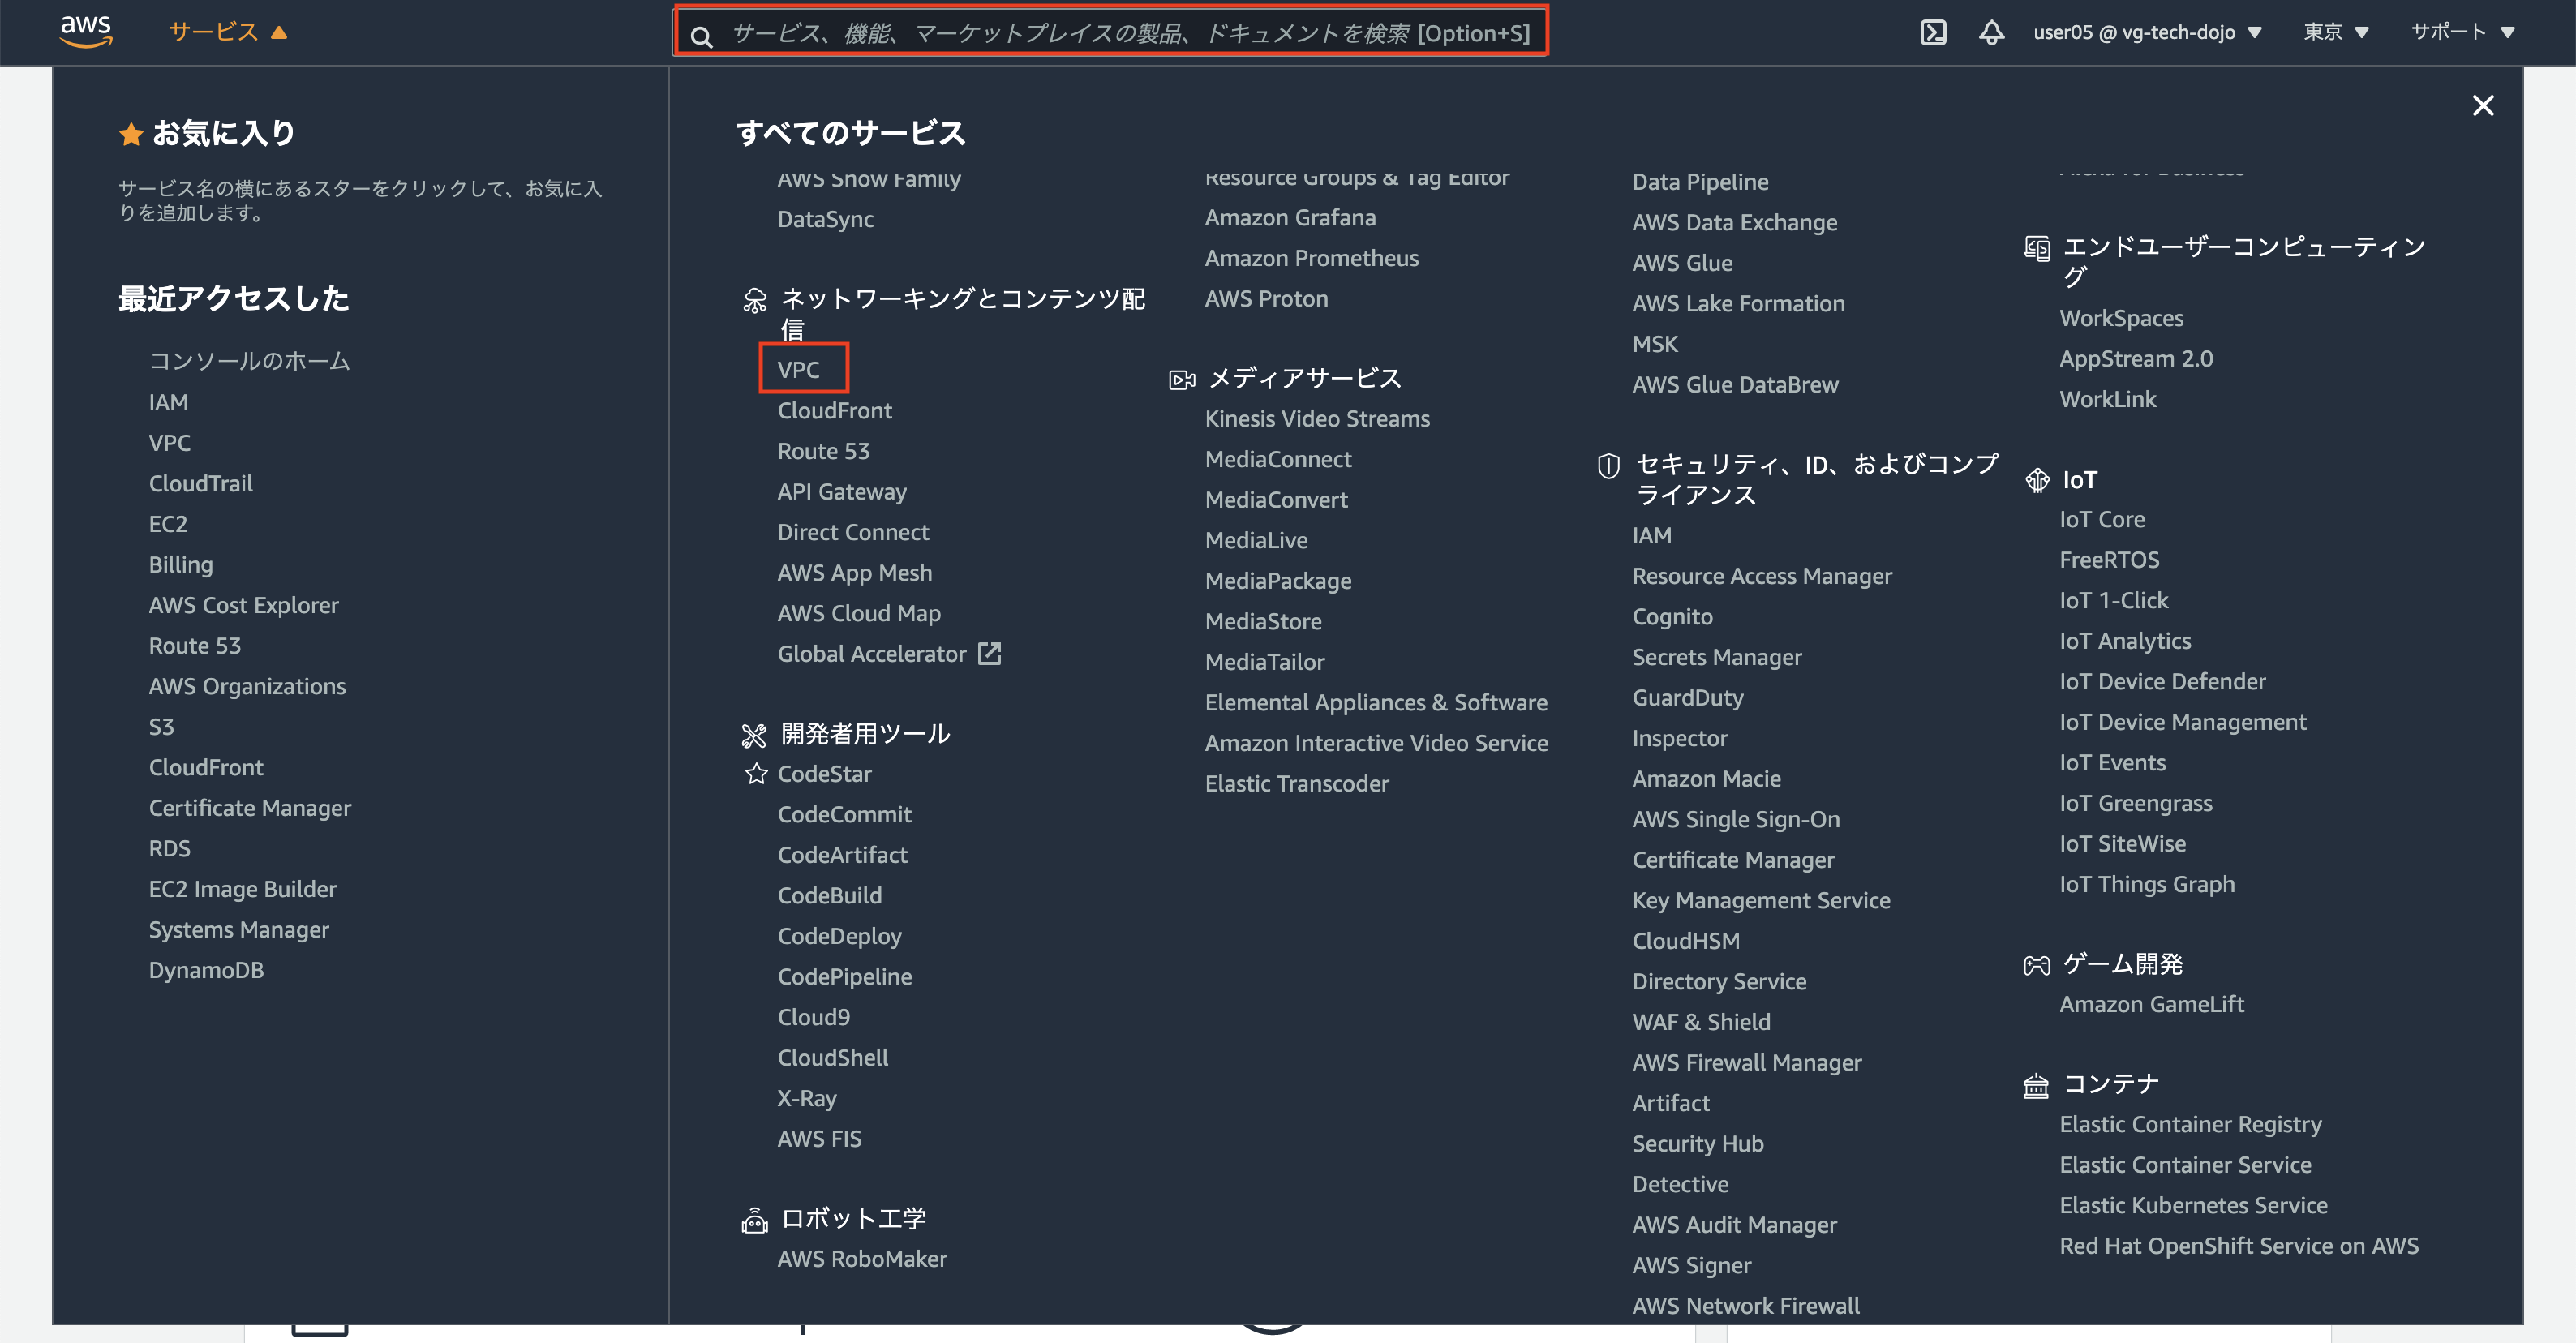 aws
サービス ▲
サービス、機能、マーケットプレイスの製品、ドキュメントを検索 [Option+S]
user05 @ vg-tech-dojo ▼
東京 ▼
サポート ▼
お気に入り
サービス名の横にあるスターをクリックして、お気に入
りを追加します。
最近アクセスした
コンソールのホーム
IAM
VPC
CloudTrail
EC2
Billing
AWS Cost Explorer
Route 53
AWS Organizations
S3
CloudFront
Certificate Manager
RDS
EC2 Image Builder
Systems Manager
DynamoDB
すべてのサービス
AWS Snow Family
DataSync
ネットワーキングとコンテンツ配
信
VPC
CloudFront
Route 53
API Gateway
Direct Connect
AWS App Mesh
AWS Cloud Map
Global Accelerator
開発者用ツール
CodeStar
CodeCommit
CodeArtifact
CodeBuild
CodeDeploy
CodePipeline
Cloud9
CloudShell
X-Ray
AWS FIS
ロボット工学
AWS RoboMaker
Resource Groups & Tag Editor
Amazon Grafana
Amazon Prometheus
AWS Proton
メディアサービス
Kinesis Video Streams
MediaConnect
MediaConvert
MediaLive
MediaPackage
MediaStore
MediaTailor
Elemental Appliances & Software
Amazon Interactive Video Service
Elastic Transcoder
Data Pipeline
AWS Data Exchange
AWS Glue
AWS Lake Formation
MSK
AWS Glue DataBrew
セキュリティ、ID、およびコンプ
ライアンス
IAM
Resource Access Manager
Cognito
Secrets Manager
GuardDuty
Inspector
Amazon Macie
AWS Single Sign-On
Certificate Manager
Key Management Service
CloudHSM
Directory Service
WAF & Shield
AWS Firewall Manager
Artifact
Security Hub
Detective
AWS Audit Manager
AWS Signer
AWS Network Firewall
エンドユーザーコンピューティン
グ
WorkSpaces
AppStream 2.0
WorkLink
IoT
IoT Core
FreeRTOS
IoT 1-Click
IoT Analytics
IoT Device Defender
IoT Device Management
IoT Events
IoT Greengrass
IoT SiteWise
IoT Things Graph
ゲーム開発
Amazon GameLift
コンテナ
Elastic Container Registry
Elastic Container Service
Elastic Kubernetes Service
Red Hat OpenShift Service on AWS